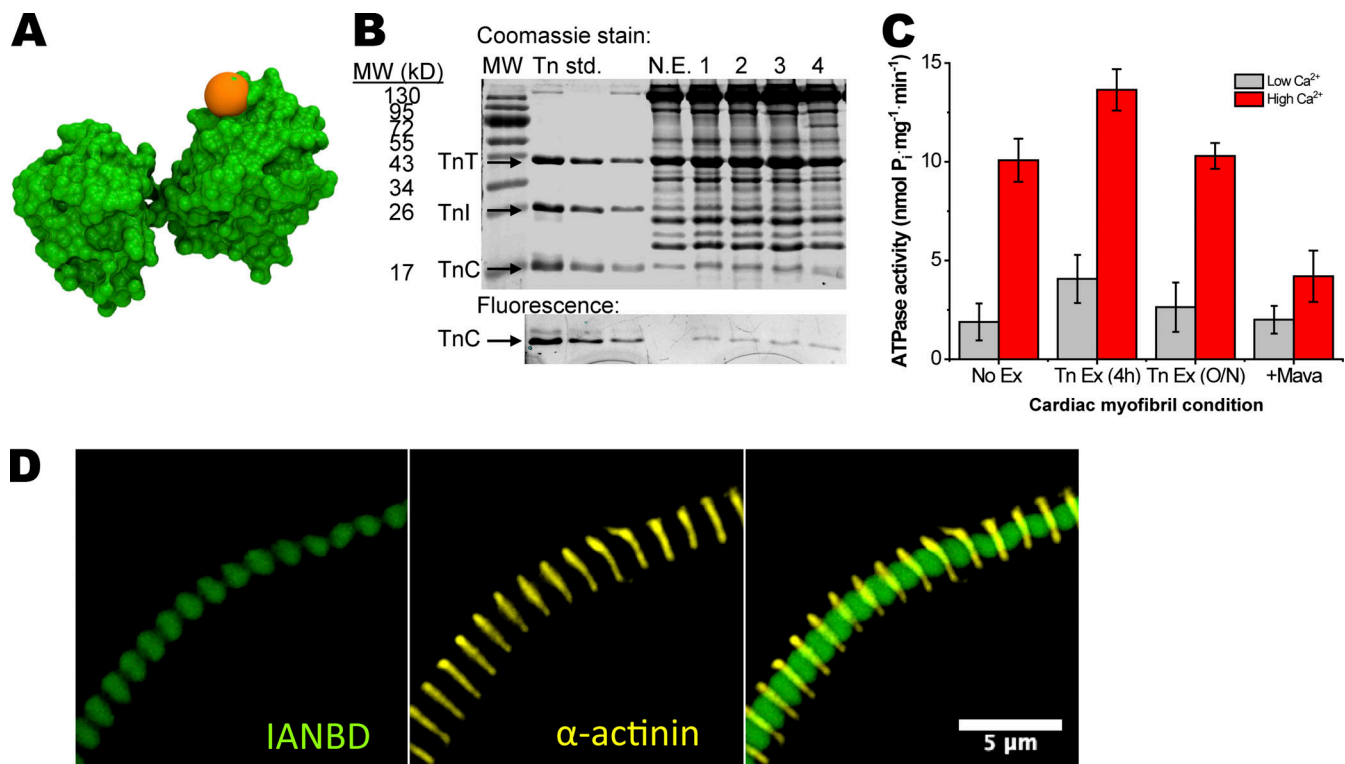 A
B
Coomassie stain:
MW (kD)
MW Tn std. N.E. 1 2 3 4
130
95
72
55
43
34
26
17
TnT
TnI
TnC
Fluorescence:
TnC
C
ATPase activity (nmol Pi·mg-1·min-1)
15
10
5
0
Low Ca2+
High Ca2+
No Ex Tn Ex (4h) Tn Ex (O/N) +Mava
Cardiac myofibril condition
D
IANBD
α-actinin
5 µm